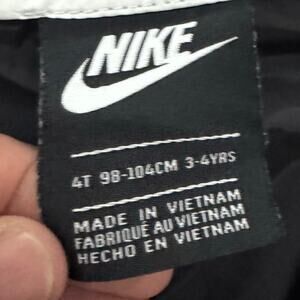 NIKE
4T 98-104CM 3-4YRS
MADE IN VIETNAM
FABRIQUÉ AU VIETNAM
HECHO EN VIETNAM